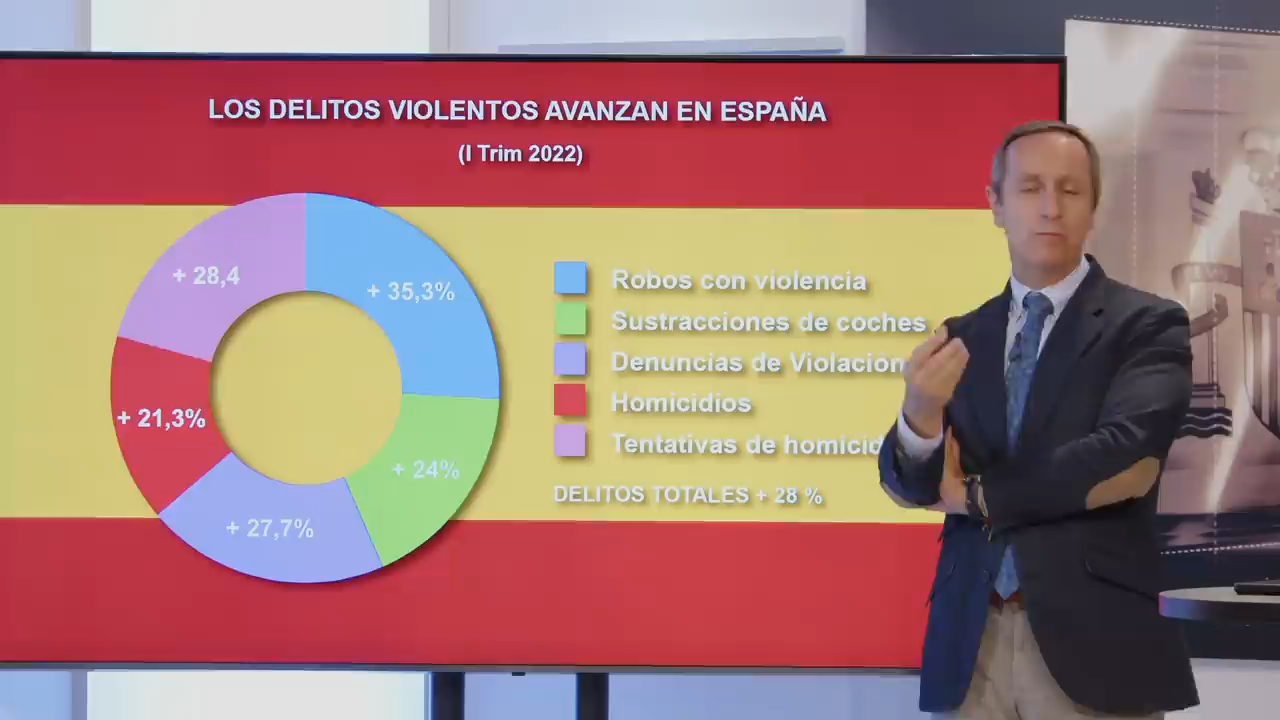 LOS DELITOS VIOLENTOS AVANZAN EN ESPAÑA
(I Trim 2022)
+ 28,4
+ 35,3%
+ 21,3%
+ 24%
+ 27,7%
Robos con violencia
Sustracciones de coches
Denuncias de Violación
Homicidios
Tentativas de homicid
DELITOS TOTALES + 28 %